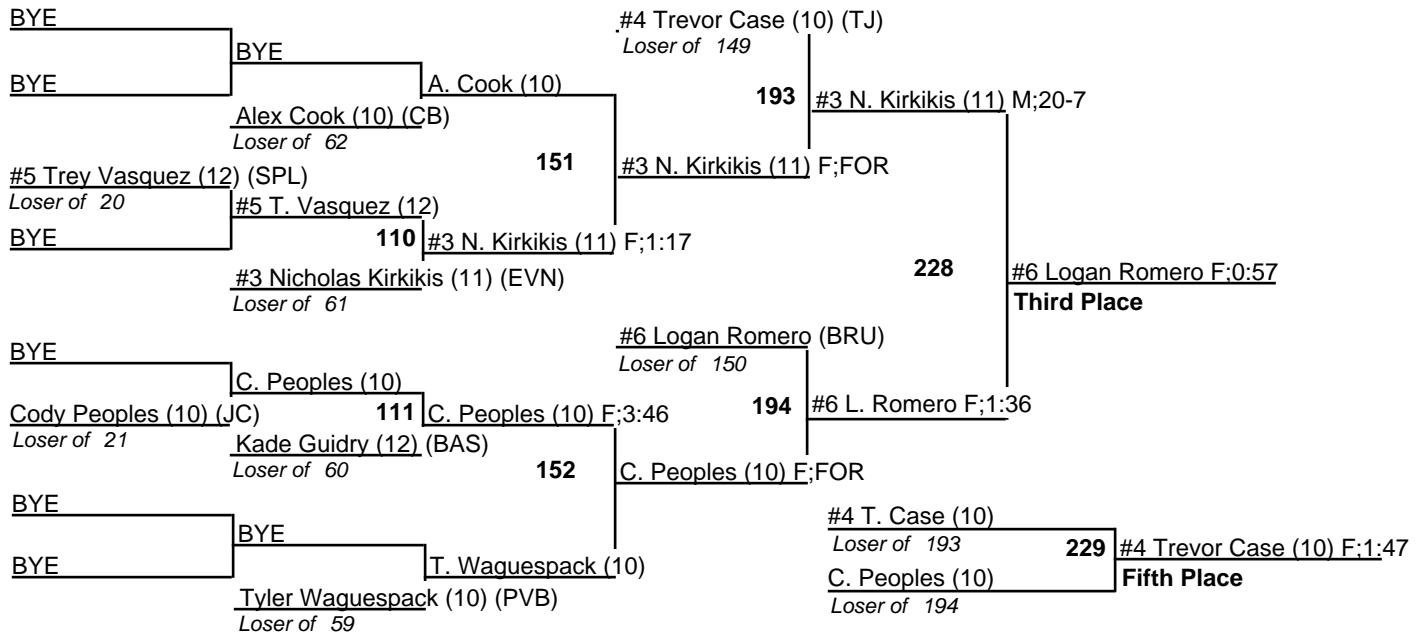 BYE
BYE
BYE
A. Cook (10)
Alex Cook (10) (CB)
Loser of 62
#5 Trey Vasquez (12) (SPL)
Loser of 20
#5 T. Vasquez (12)
BYE
110
#3 N. Kirkikis (11) F;1:17
#3 Nicholas Kirkikis (11) (EVN)
Loser of 61
151
#3 N. Kirkikis (11) F;FOR
#4 Trevor Case (10) (TJ)
Loser of 149
193
#3 N. Kirkikis (11) M;20-7
BYE
C. Peoples (10)
Cody Peoples (10) (JC)
Loser of 21
111
C. Peoples (10) F;3:46
Kade Guidry (12) (BAS)
Loser of 60
152
C. Peoples (10) F;FOR
BYE
BYE
BYE
T. Waguespack (10)
Tyler Waguespack (10) (PVB)
Loser of 59
#6 Logan Romero (BRU)
Loser of 150
194
#6 L. Romero F;1:36
228
#6 Logan Romero F;0:57
Third Place
#4 T. Case (10)
Loser of 193
229
#4 Trevor Case (10) F;1:47
Fifth Place
C. Peoples (10)
Loser of 194